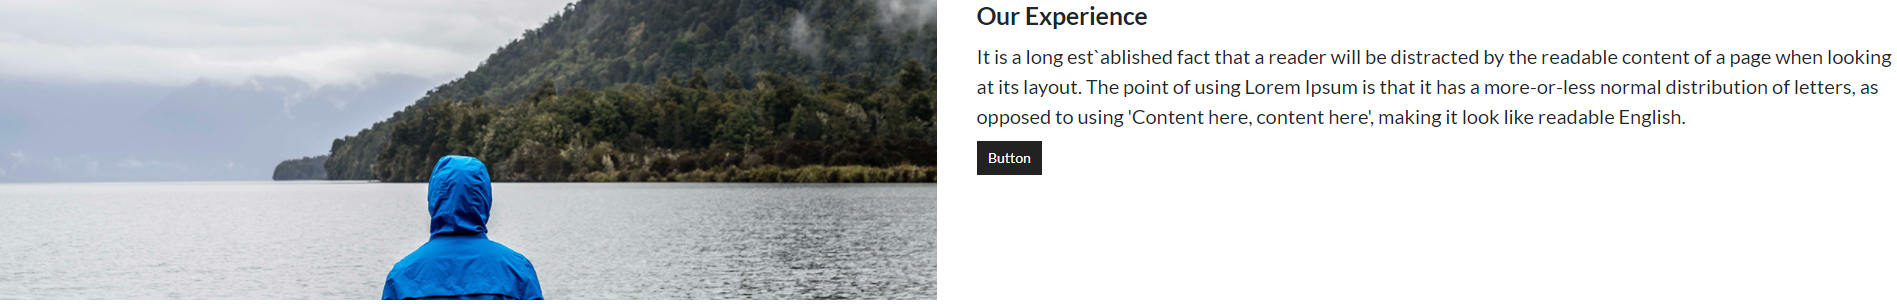 Our Experience
It is a long est`ablished fact that a reader will be distracted by the readable content of a page when looking
at its layout. The point of using Lorem Ipsum is that it has a more-or-less normal distribution of letters, as
opposed to using 'Content here, content here', making it look like readable English.
Button